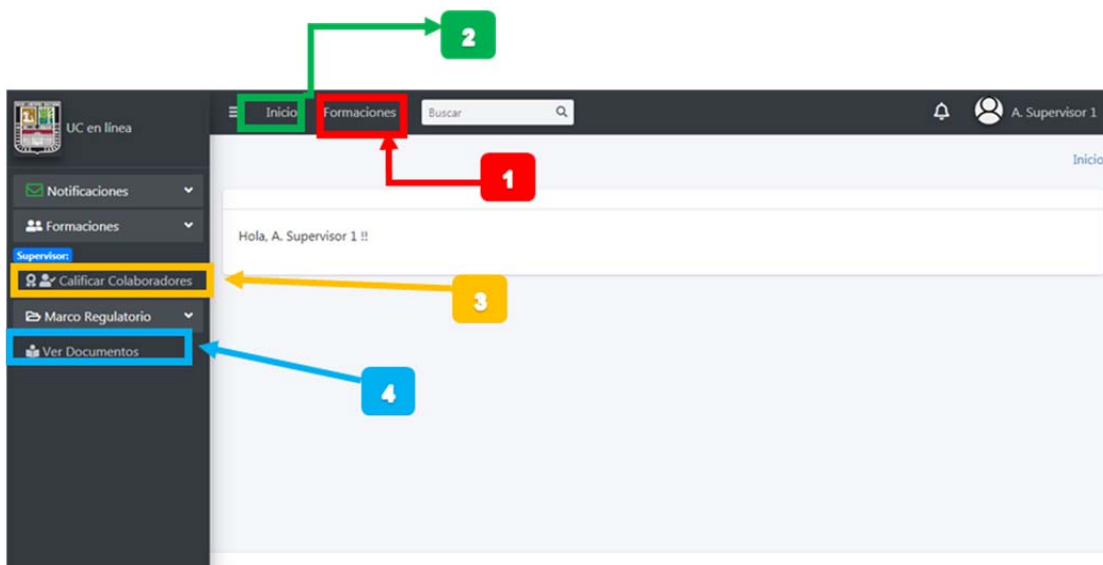 2
UC en línea
Inicio
Formaciones
Buscar
A. Supervisor 1
Inicio
1
Notificaciones
Formaciones
Hola, A. Supervisor 1 !!
Supervisor:
Calificar Colaboradores
3
Marco Regulatorio
Ver Documentos
4